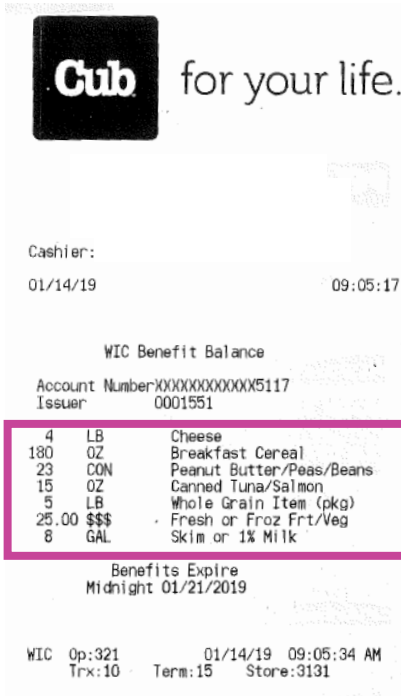 Cub for your life.
Cashier:
01/14/19 09:05:17
WIC Benefit Balance
Account NumberXXXXXXXXXXXX5117
Issuer 0001551
4 LB Cheese
180 OZ Breakfast Cereal
23 CON Peanut Butter/Peas/Beans
15 OZ Canned Tuna/Salmon
5 LB Whole Grain Item (pkg)
25.00 $$$ Fresh or Froz Frt/Veg
8 GAL Skim or 1% Milk
Benefits Expire
Midnight 01/21/2019
WIC Op:321 01/14/19 09:05:34 AM
Trx:10 Term:15 Store:3131